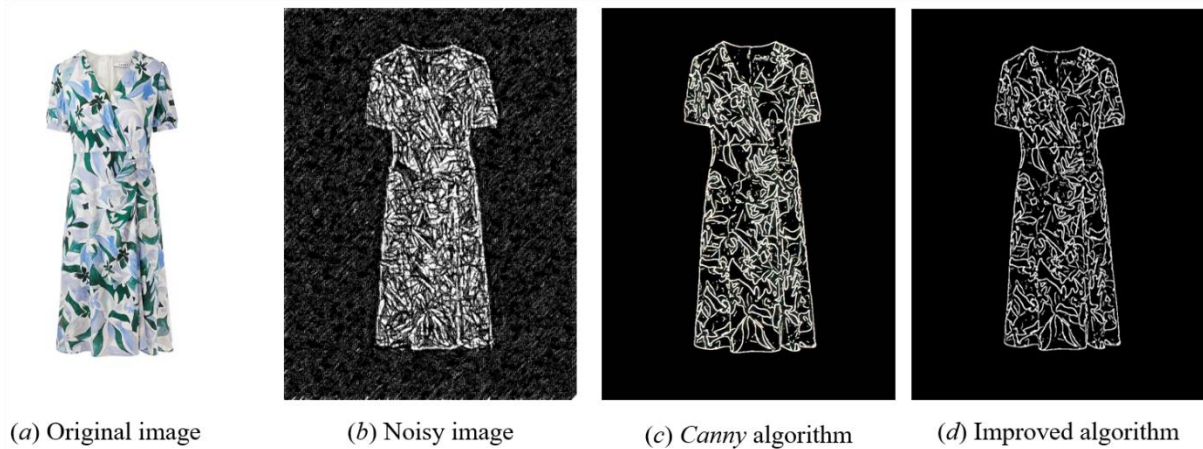 (a) Original image
(b) Noisy image
(c) Canny algorithm
(d) Improved algorithm